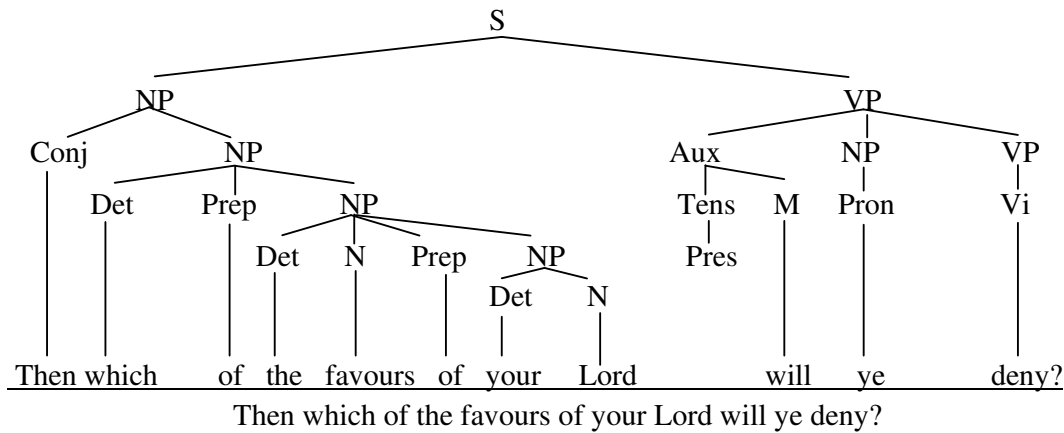 S
NP VP
Conj NP Aux NP VP
Det Prep NP Tens M Pron Vi
Det N Prep NP Pres
Det N
Then which of the favours of your Lord will ye deny?
Then which of the favours of your Lord will ye deny?